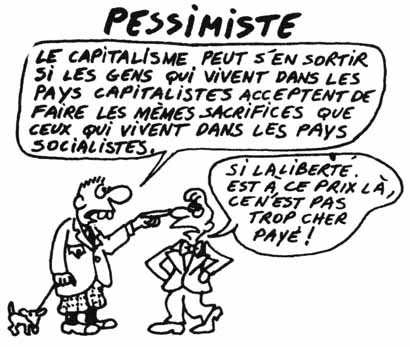 PESSIMISTE
LE CAPITALISME PEUT S'EN SORTIR
SI LES GENS QUI VIVENT DANS LES
PAYS CAPITALISTES ACCEPTENT DE
FAIRE LES MÊMES SACRIFICES QUE
CEUX QUI VIVENT DANS LES PAYS
SOCIALISTES.
SI LA LIBERTÉ
EST À CE PRIX LÀ,
CE N'EST PAS
TROP CHER
PAYÉ!